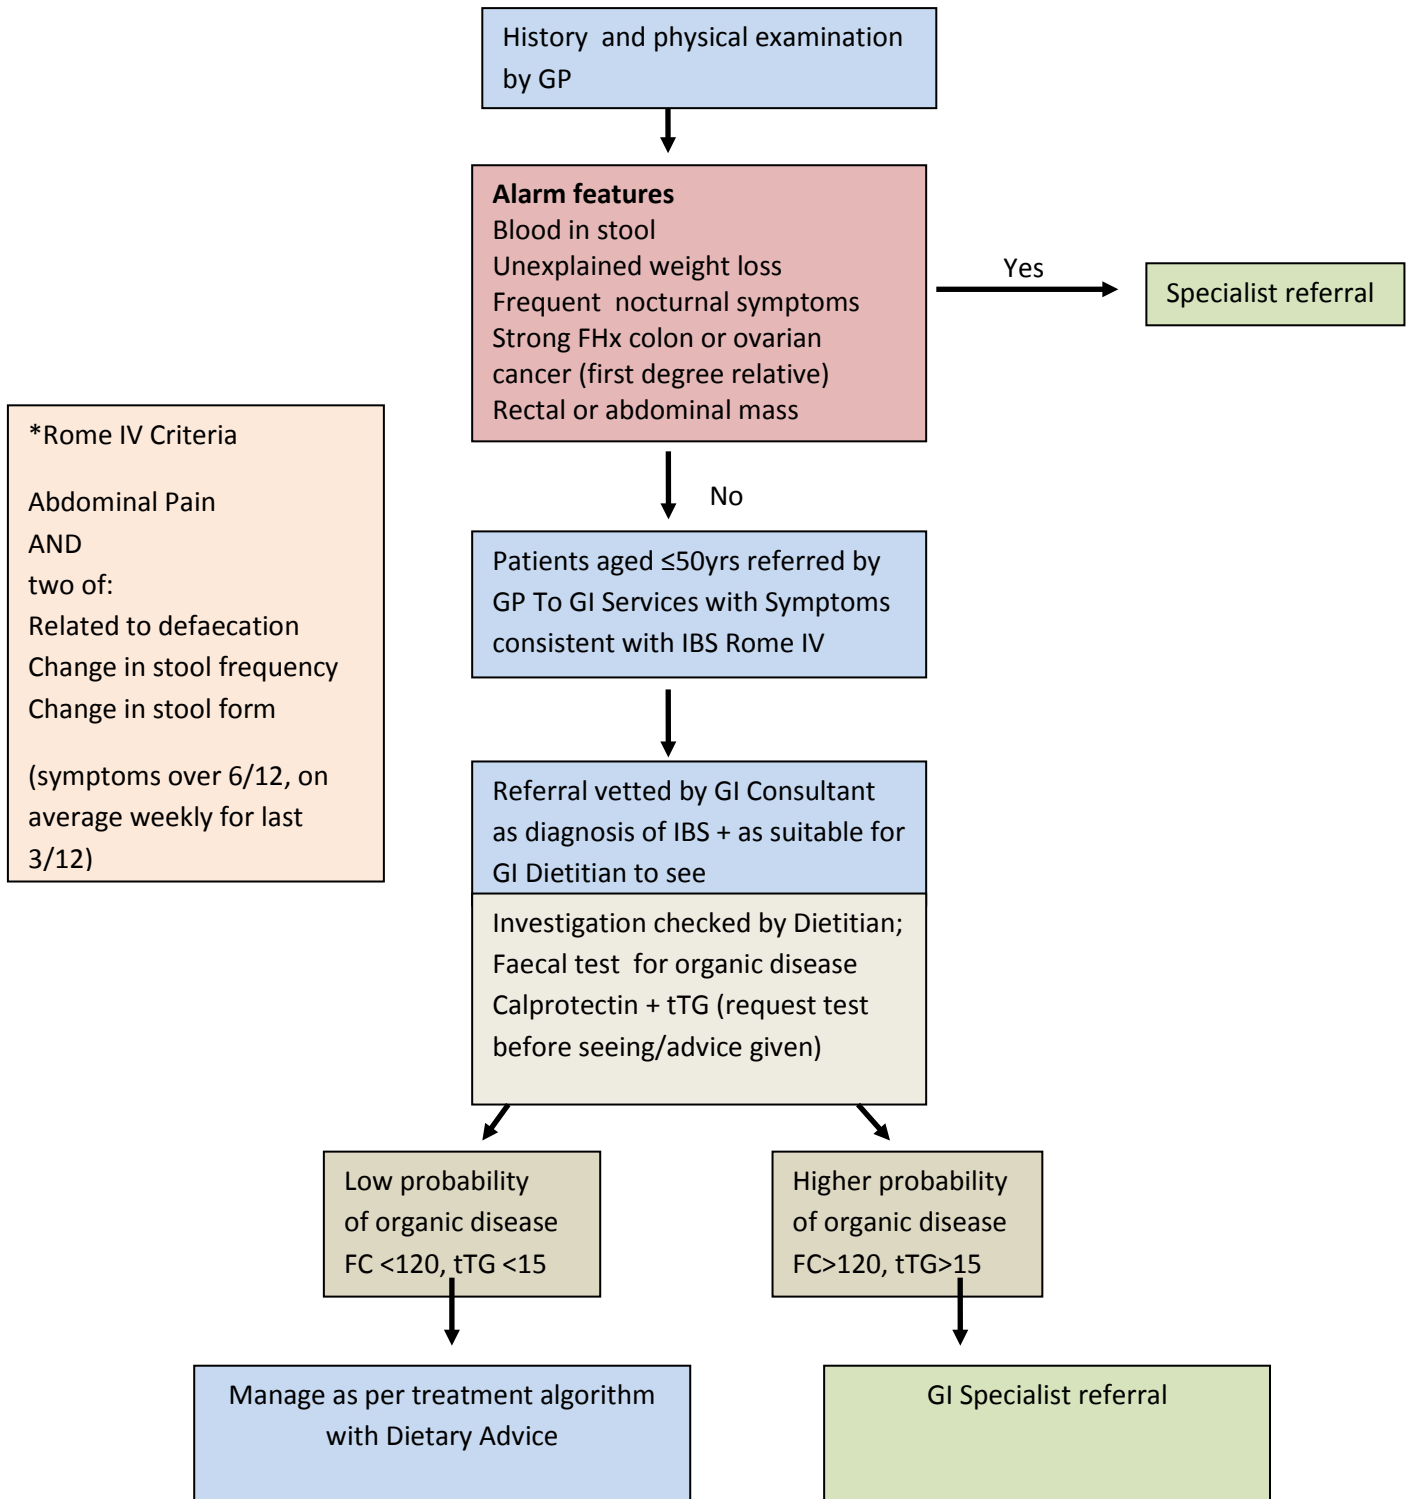 History and physical examination
by GP
Alarm features
Blood in stool
Unexplained weight loss
Frequent nocturnal symptoms
Strong FHx colon or ovarian
cancer (first degree relative)
Rectal or abdominal mass
Yes
Specialist referral
*Rome IV Criteria
Abdominal Pain
AND
two of:
Related to defaecation
Change in stool frequency
Change in stool form
(symptoms over 6/12, on
average weekly for last
3/12)
No
Patients aged ≤50yrs referred by
GP To GI Services with Symptoms
consistent with IBS Rome IV
Referral vetted by GI Consultant
as diagnosis of IBS + as suitable for
GI Dietitian to see
Investigation checked by Dietitian;
Faecal test for organic disease
Calprotectin + tTG (request test
before seeing/advice given)
Low probability
of organic disease
FC <120, tTG <15
Higher probability
of organic disease
FC>120, tTG>15
Manage as per treatment algorithm
with Dietary Advice
GI Specialist referral